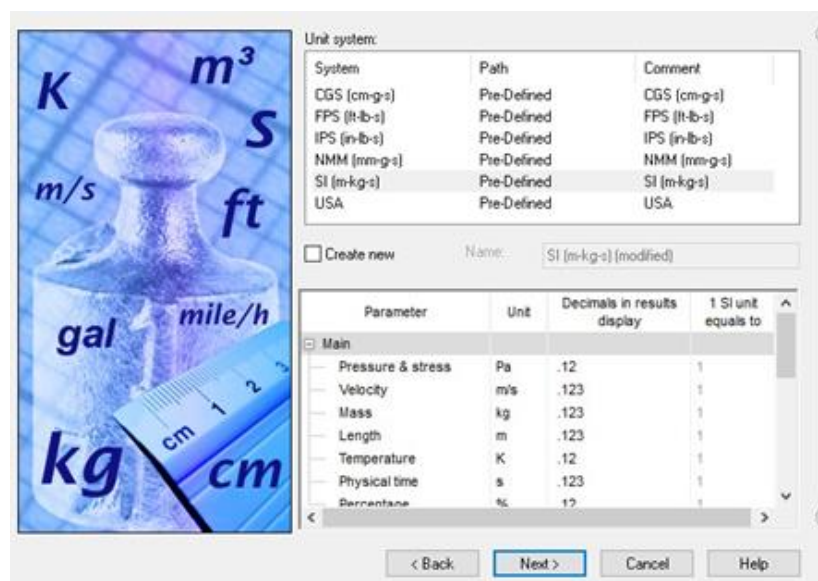 K
m³
s
m/s
ft
gal
mile/h
cm 1 2 3
kg
cm
Unit system:
System Path Comment
CGS (cm-g-s) Pre-Defined CGS (cm-g-s)
FPS (ft-lb-s) Pre-Defined FPS (ft-lb-s)
IPS (in-lb-s) Pre-Defined IPS (in-lb-s)
NMM (mm-g-s) Pre-Defined NMM (mm-g-s)
SI (m-kg-s) Pre-Defined SI (m-kg-s)
USA Pre-Defined USA
Create new Name: SI (m-kg-s) (modified)
Parameter Unit Decimals in results display 1 SI unit equals to
Main
Pressure & stress Pa .12 1
Velocity m/s .123 1
Mass kg .123 1
Length m .123 1
Temperature K .12 1
Physical time s .123 1
Percentage % .12 1
< Back Next > Cancel Help